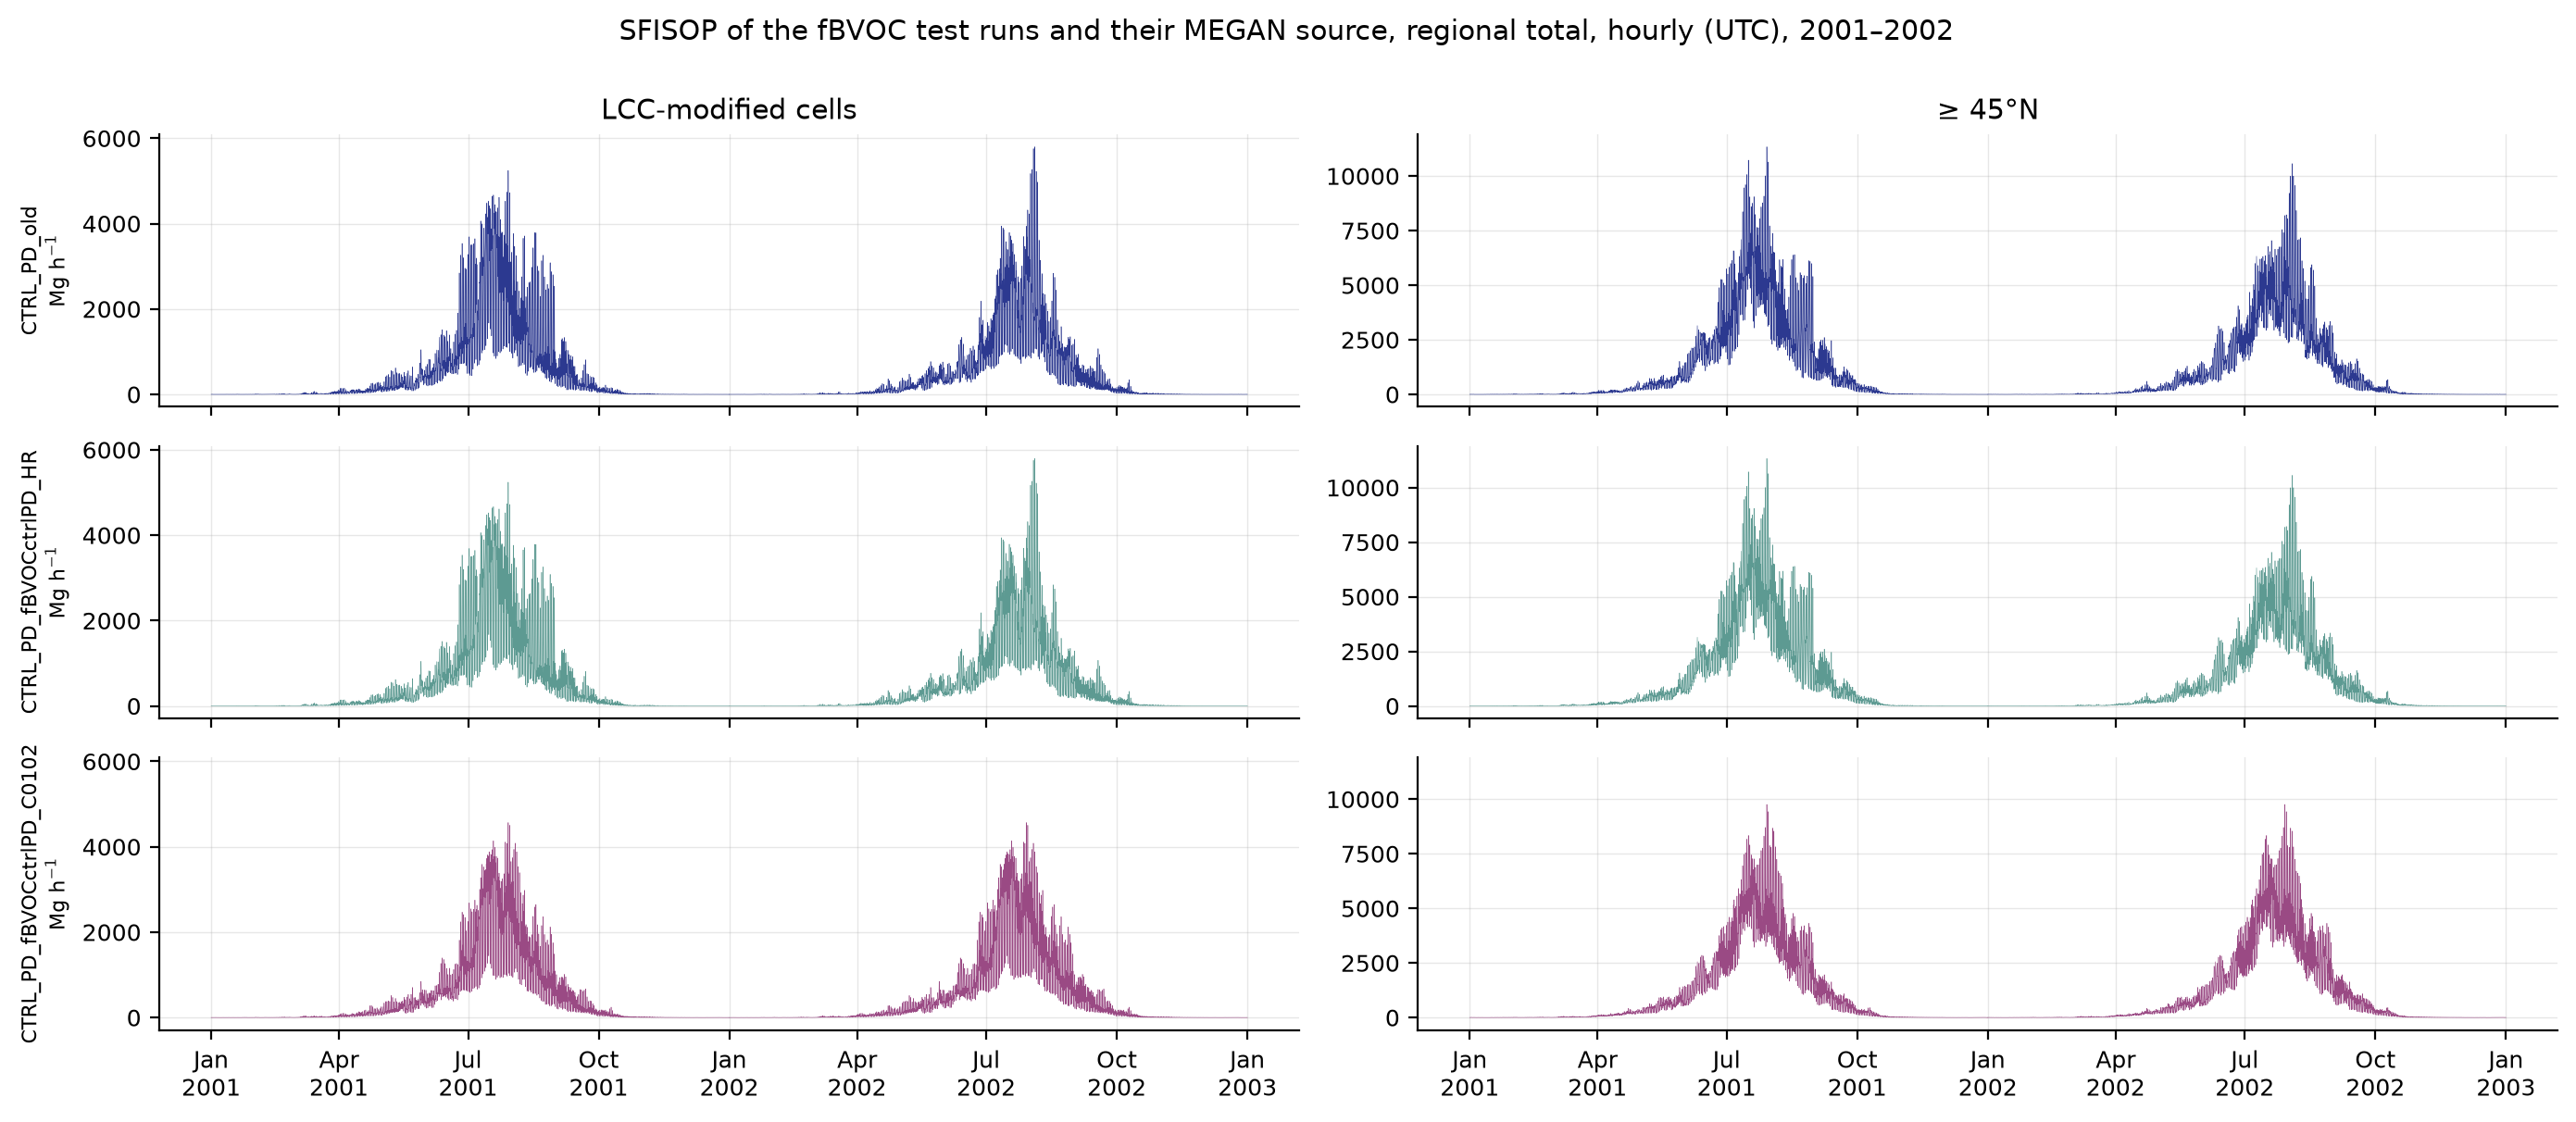 SFISOP of the fBVOC test runs and their MEGAN source, regional total, hourly (UTC), 2001–2002
LCC-modified cells
≥ 45°N
CTRL_PD_old
Mg h⁻¹
6000
4000
2000
0
10000
7500
5000
2500
0
CTRL_PD_fBVOCctrlPD_HR
Mg h⁻¹
6000
4000
2000
0
10000
7500
5000
2500
0
CTRL_PD_fBVOCctrlPD_C0102
Mg h⁻¹
6000
4000
2000
0
10000
7500
5000
2500
0
Jan Apr Jul Oct Jan Apr Jul Oct Jan
2001 2001 2001 2001 2002 2002 2002 2002 2003
Jan Apr Jul Oct Jan Apr Jul Oct Jan
2001 2001 2001 2001 2002 2002 2002 2002 2003